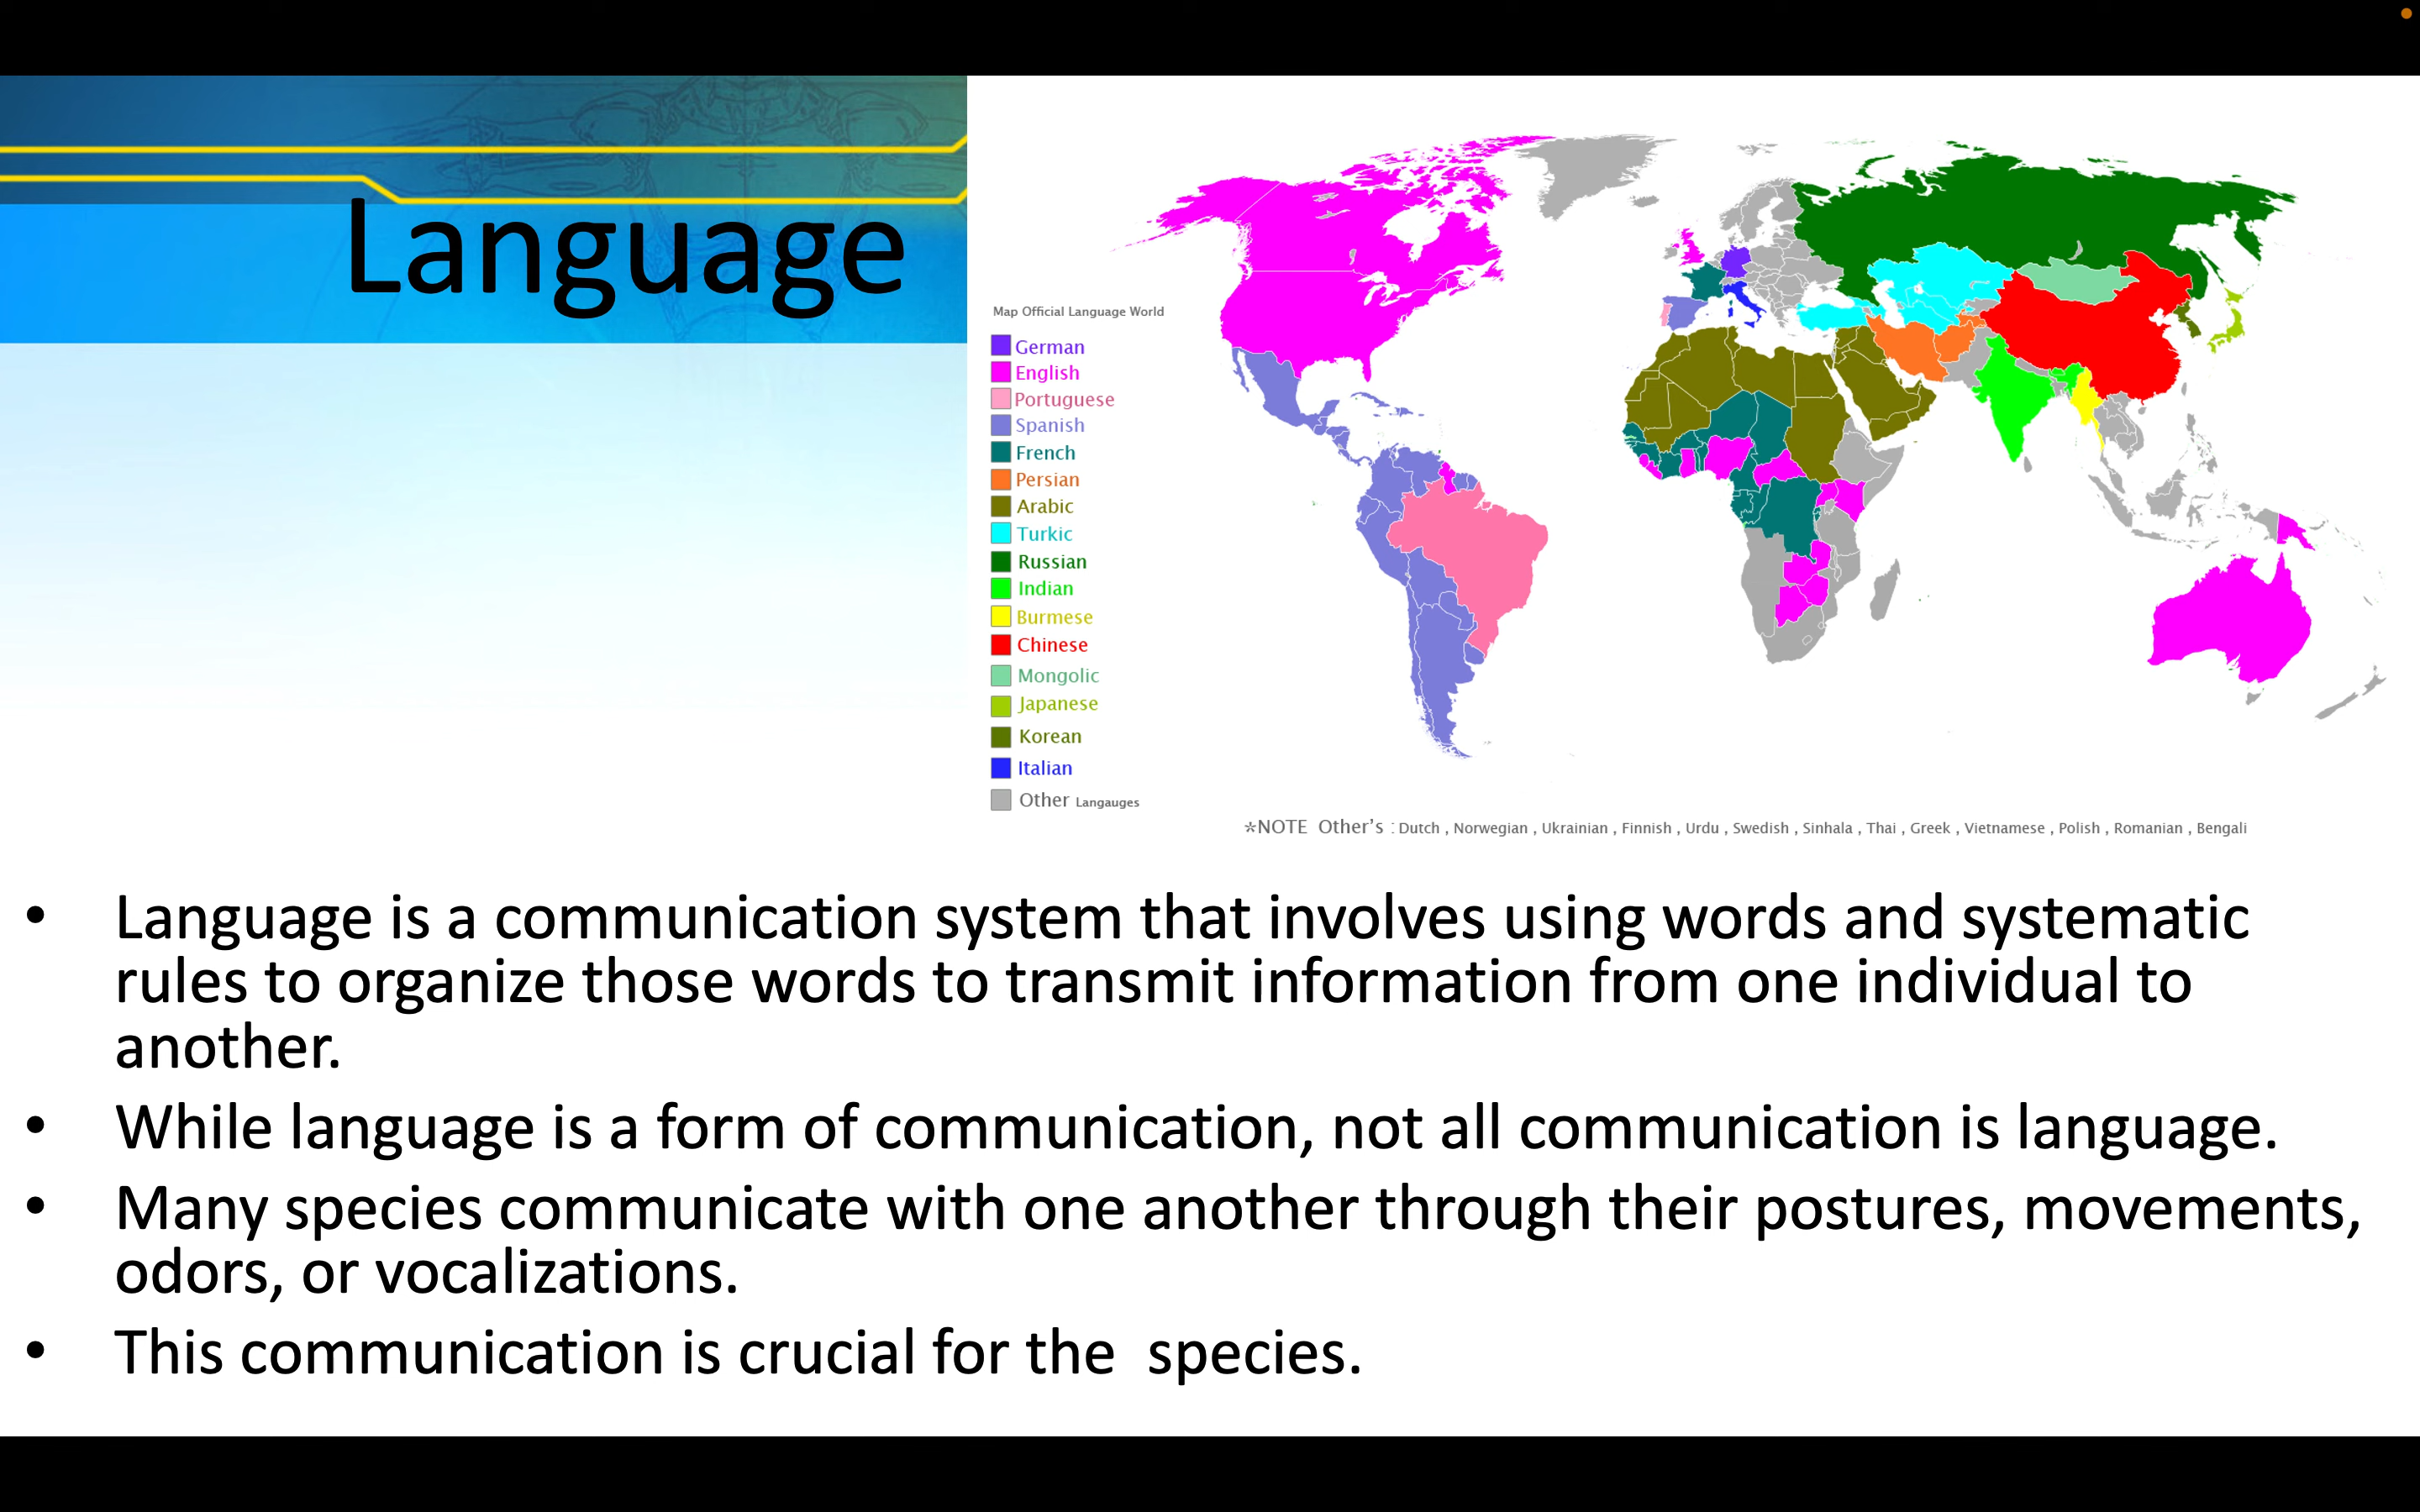 Language
Map Official Language World
German
English
Portuguese
Spanish
French
Persian
Arabic
Turkic
Russian
Indian
Burmese
Chinese
Mongolic
Japanese
Korean
Italian
Other Langauges
*NOTE Other's : Dutch , Norwegian , Ukrainian , Finnish , Urdu , Swedish , Sinhala , Thai , Greek , Vietnamese , Polish , Romanian , Bengali
• Language is a communication system that involves using words and systematic
rules to organize those words to transmit information from one individual to
another.
• While language is a form of communication, not all communication is language.
• Many species communicate with one another through their postures, movements,
odors, or vocalizations.
• This communication is crucial for the  species.